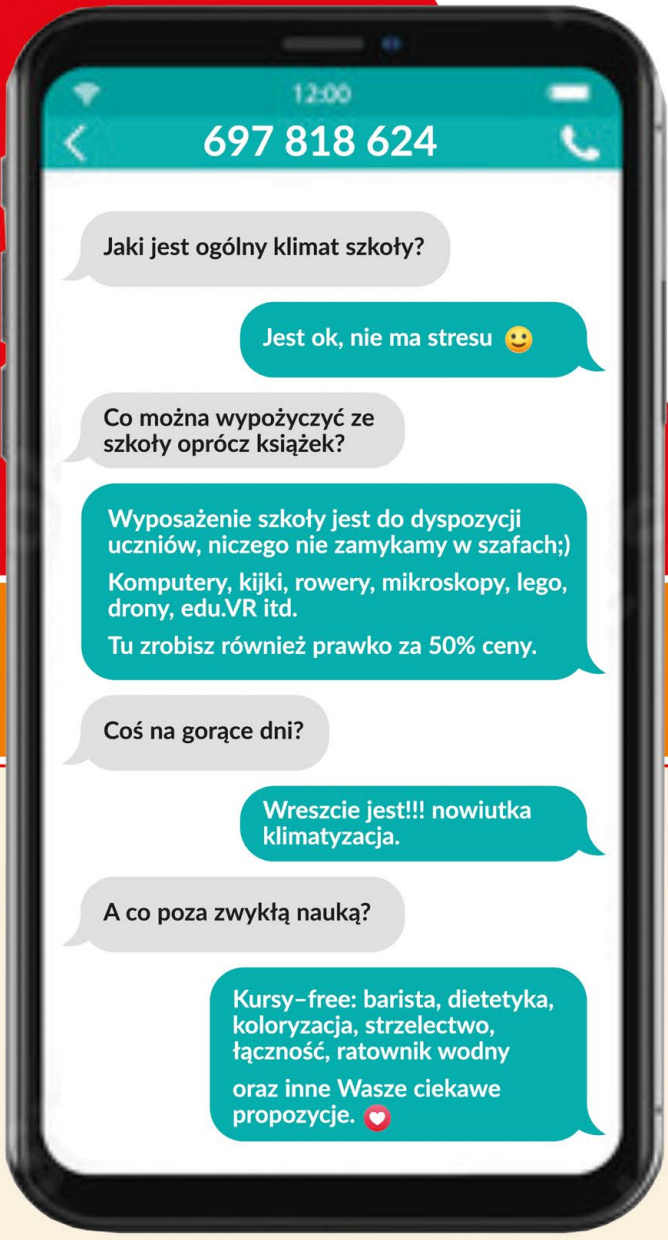 12:00
697 818 624
Jaki jest ogólny klimat szkoły?
Jest ok, nie ma stresu 🙂
Co można wypożyczyć ze
szkoły oprócz książek?
Wyposażenie szkoły jest do dyspozycji
uczniów, niczego nie zamykamy w szafach;)
Komputery, kijki, rowery, mikroskopy, lego,
drony, edu.VR itd.
Tu zrobisz również prawko za 50% ceny.
Coś na gorące dni?
Wreszcie jest!!! nowiutka
klimatyzacja.
A co poza zwykłą nauką?
Kursy–free: barista, dietetyka,
koloryzacja, strzelectwo,
łączność, ratownik wodny
oraz inne Wasze ciekawe
propozycje. 💟